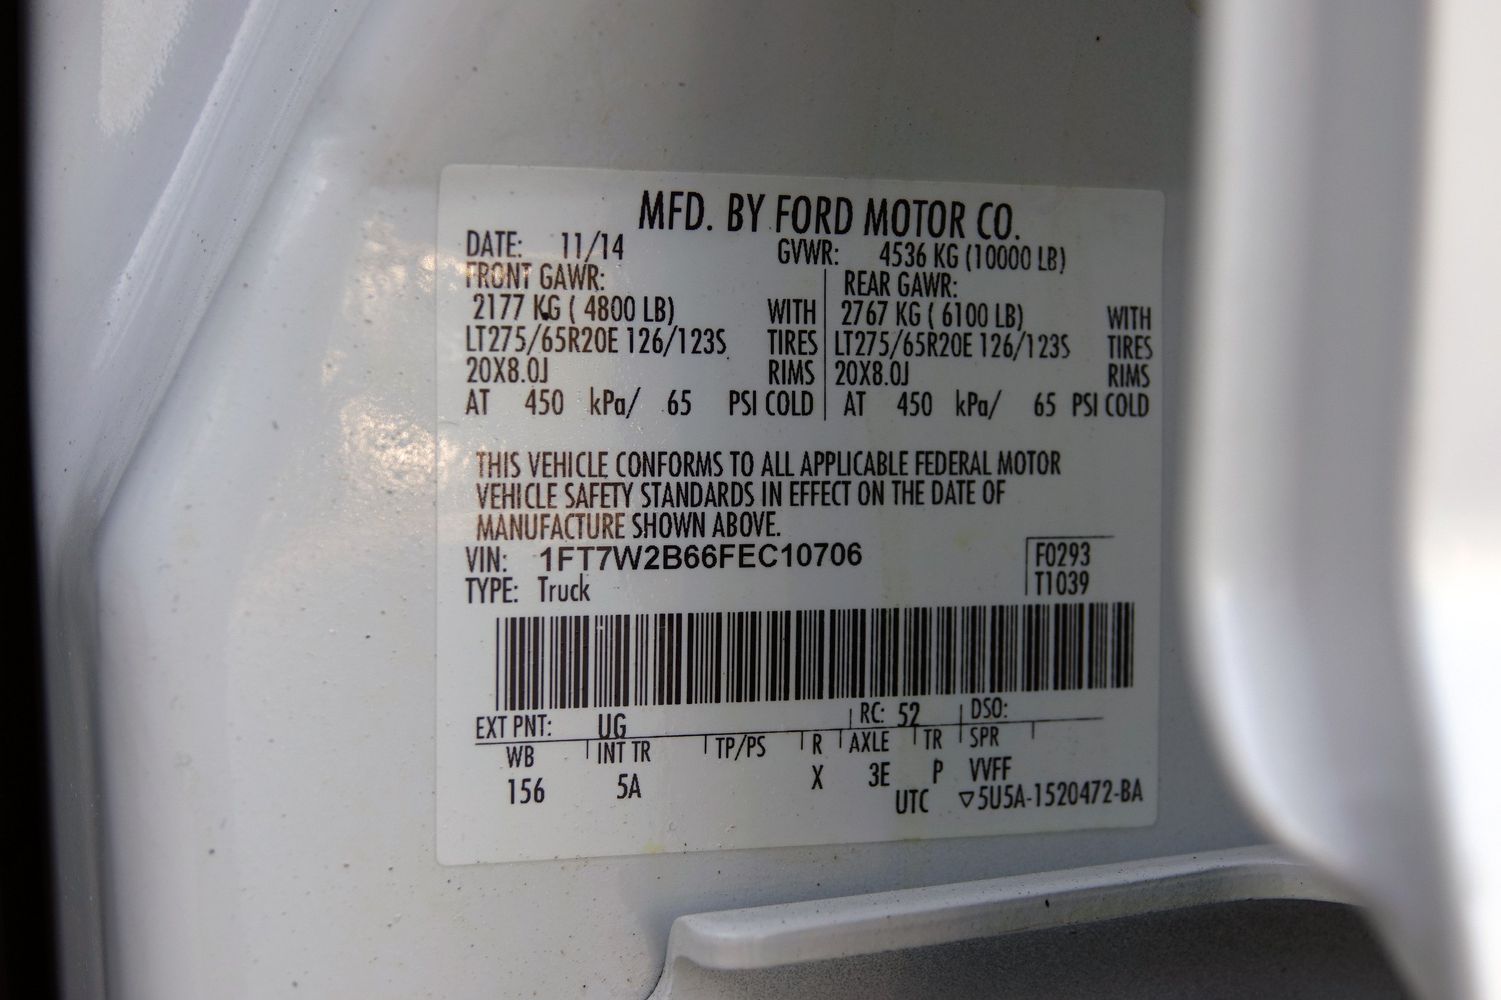 MFD. BY FORD MOTOR CO.
DATE: 11/14 GVWR: 4536 KG (10000 LB)
FRONT GAWR: REAR GAWR:
2177 KG ( 4800 LB) WITH 2767 KG ( 6100 LB) WITH
LT275/65R20E 126/123S TIRES LT275/65R20E 126/123S TIRES
20X8.0J RIMS 20X8.0J RIMS
AT 450 kPa/ 65 PSI COLD AT 450 kPa/ 65 PSI COLD
THIS VEHICLE CONFORMS TO ALL APPLICABLE FEDERAL MOTOR
VEHICLE SAFETY STANDARDS IN EFFECT ON THE DATE OF
MANUFACTURE SHOWN ABOVE.
VIN: 1FT7W2B66FEC10706 F0293
TYPE: Truck T1039
EXT PNT: UG RC: 52 DSO:
WB INT TR TP/PS R AXLE TR SPR
156 5A X 3E P VVFF
UTC ▽5U5A-1520472-BA